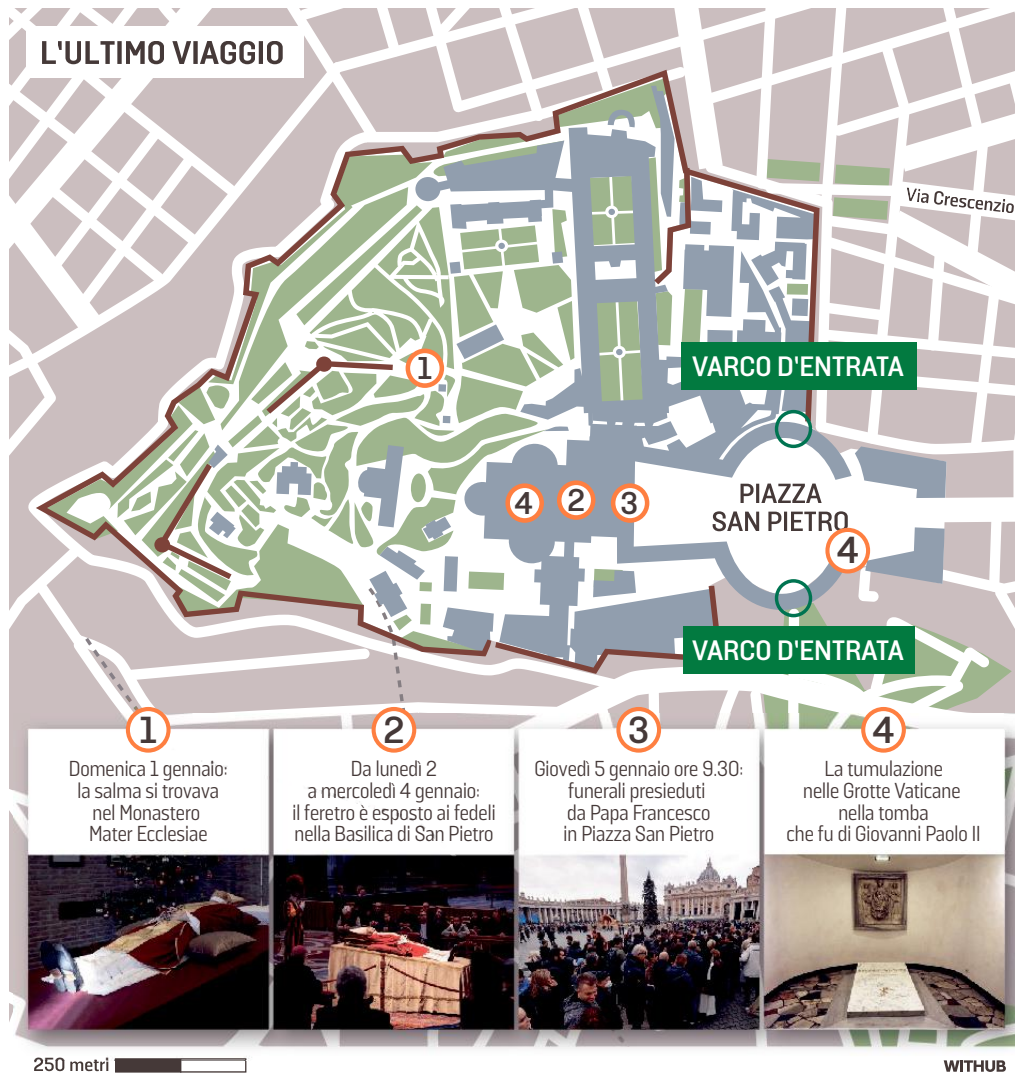 L'ULTIMO VIAGGIO
Via Crescenzio
1
VARCO D'ENTRATA
4
2
3
PIAZZA
SAN PIETRO
4
VARCO D'ENTRATA
1
Domenica 1 gennaio:
la salma si trovava
nel Monastero
Mater Ecclesiae
2
Da lunedì 2
a mercoledì 4 gennaio:
il feretro è esposto ai fedeli
nella Basilica di San Pietro
3
Giovedì 5 gennaio ore 9.30:
funerali presieduti
da Papa Francesco
in Piazza San Pietro
4
La tumulazione
nelle Grotte Vaticane
nella tomba
che fu di Giovanni Paolo II
250 metri
WITHUB